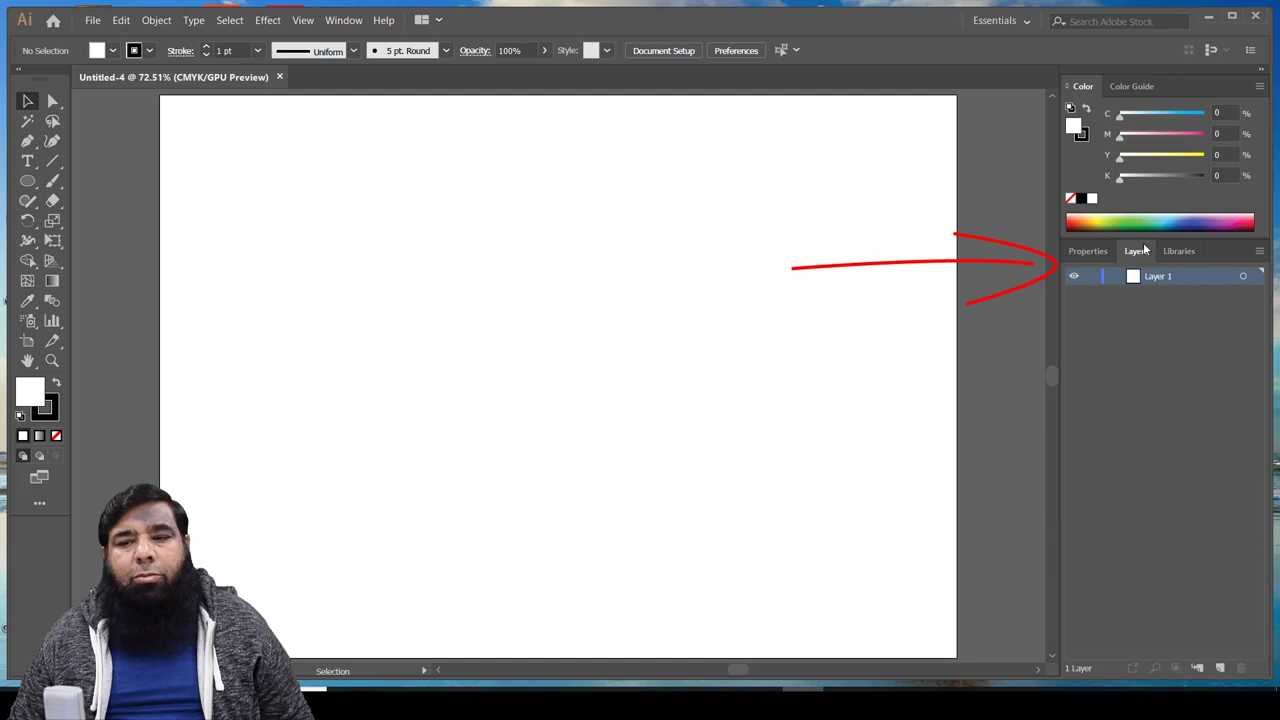 Ai File Edit Object Type Select Effect View Window Help Essentials Search Adobe Stock
No Selection Stroke: 1 pt Uniform 5 pt. Round Opacity: 100% Style: Document Setup Preferences
Untitled-4 @ 72.51% (CMYK/GPU Preview) ×
Color Color Guide
C 0 %
M 0 %
Y 0 %
K 0 %
Properties Layers Libraries
Layer 1
1 Layer
Selection